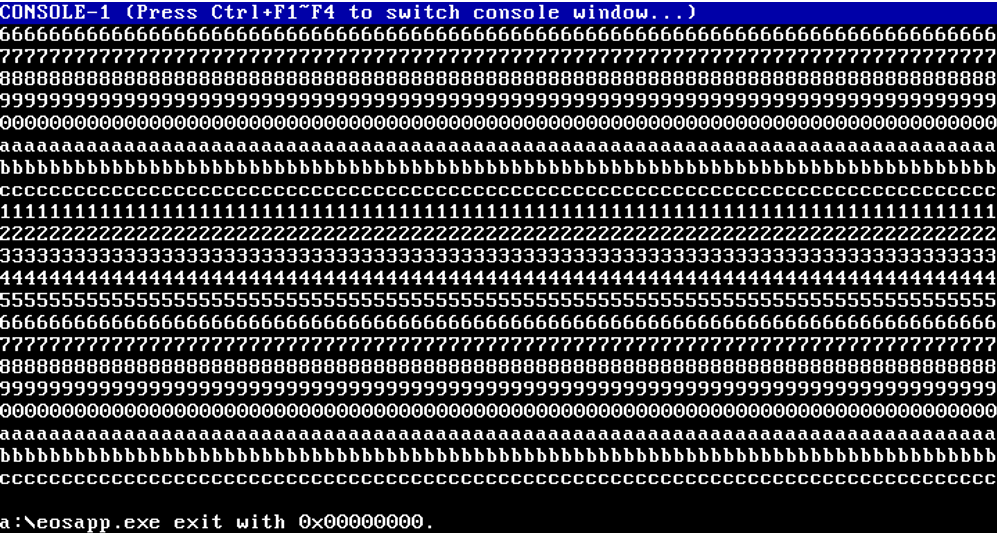 CONSOLE-1 (Press Ctrl+F1~F4 to switch console window...)
66666666666666666666666666666666666666666666666666666666666666666666666666666666
77777777777777777777777777777777777777777777777777777777777777777777777777777777
88888888888888888888888888888888888888888888888888888888888888888888888888888888
99999999999999999999999999999999999999999999999999999999999999999999999999999999
00000000000000000000000000000000000000000000000000000000000000000000000000000000
aaaaaaaaaaaaaaaaaaaaaaaaaaaaaaaaaaaaaaaaaaaaaaaaaaaaaaaaaaaaaaaaaaaaaaaaaaaaaaaa
bbbbbbbbbbbbbbbbbbbbbbbbbbbbbbbbbbbbbbbbbbbbbbbbbbbbbbbbbbbbbbbbbbbbbbbbbbbbbbbb
cccccccccccccccccccccccccccccccccccccccccccccccccccccccccccccccccccccccccccccccc
11111111111111111111111111111111111111111111111111111111111111111111111111111111
22222222222222222222222222222222222222222222222222222222222222222222222222222222
33333333333333333333333333333333333333333333333333333333333333333333333333333333
44444444444444444444444444444444444444444444444444444444444444444444444444444444
55555555555555555555555555555555555555555555555555555555555555555555555555555555
66666666666666666666666666666666666666666666666666666666666666666666666666666666
77777777777777777777777777777777777777777777777777777777777777777777777777777777
88888888888888888888888888888888888888888888888888888888888888888888888888888888
99999999999999999999999999999999999999999999999999999999999999999999999999999999
00000000000000000000000000000000000000000000000000000000000000000000000000000000
aaaaaaaaaaaaaaaaaaaaaaaaaaaaaaaaaaaaaaaaaaaaaaaaaaaaaaaaaaaaaaaaaaaaaaaaaaaaaaaa
bbbbbbbbbbbbbbbbbbbbbbbbbbbbbbbbbbbbbbbbbbbbbbbbbbbbbbbbbbbbbbbbbbbbbbbbbbbbbbbb
cccccccccccccccccccccccccccccccccccccccccccccccccccccccccccccccccccccccccccccccc
a:\eosapp.exe exit with 0x00000000.